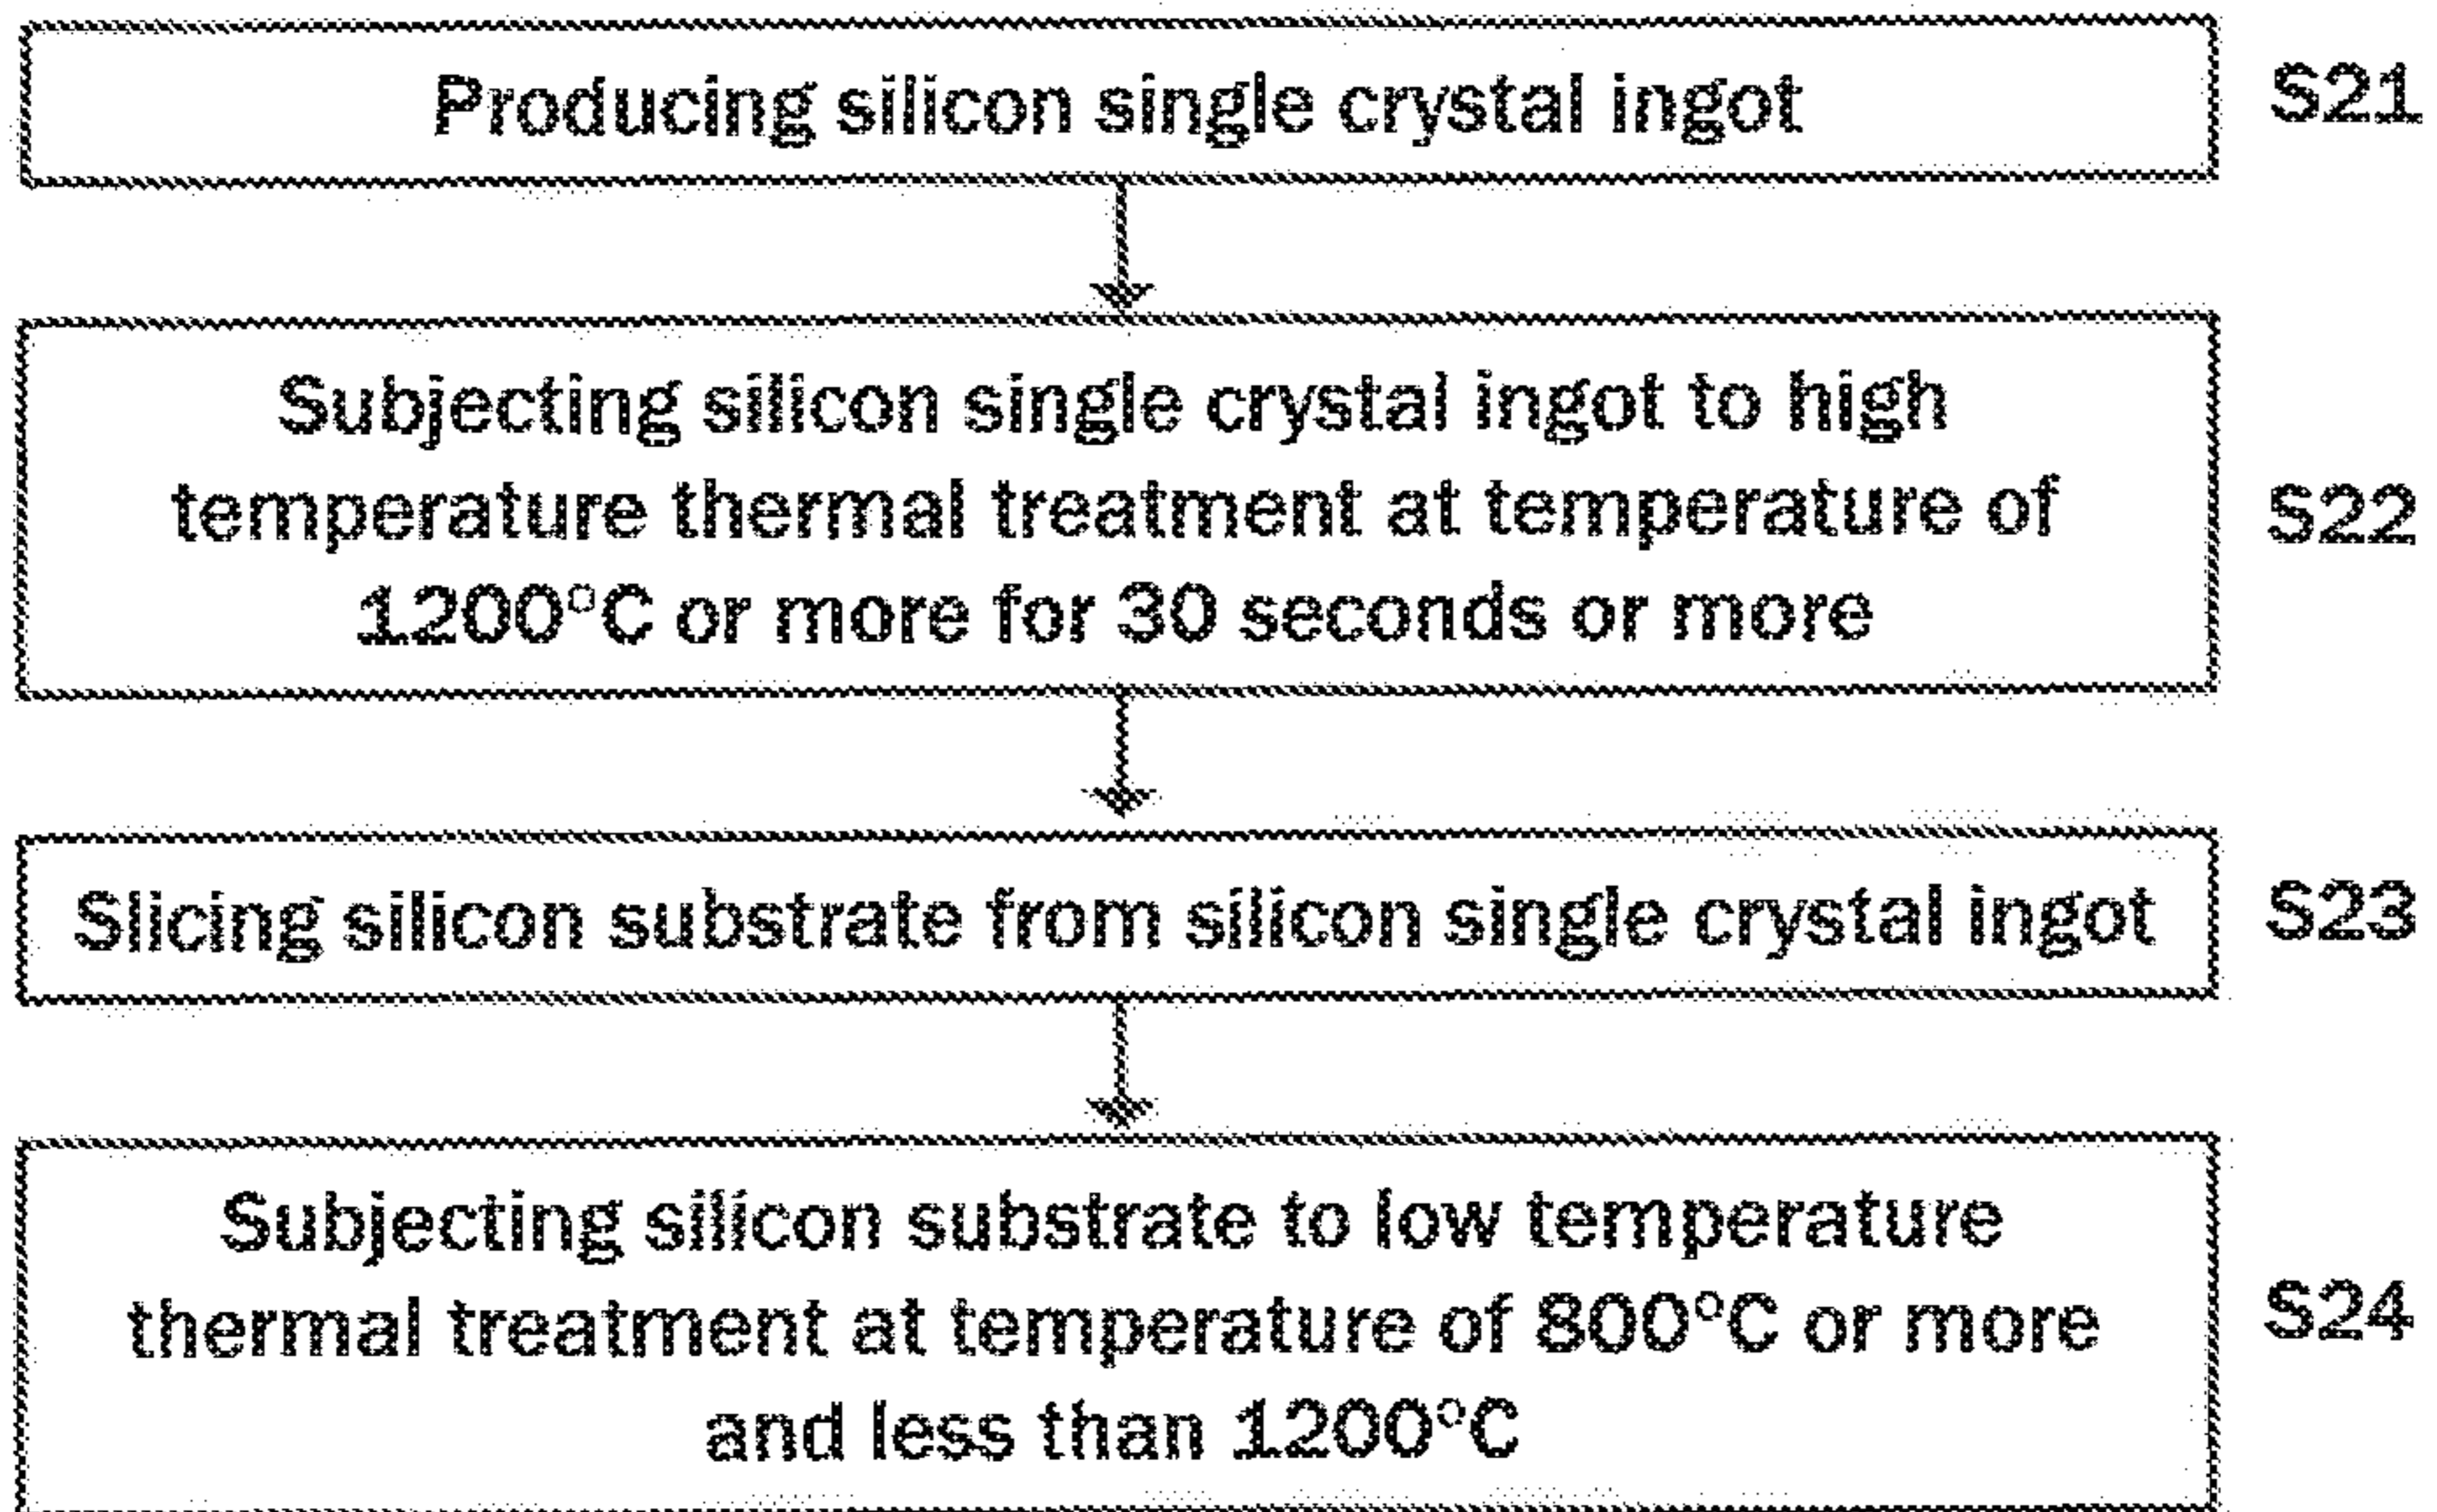 Producing silicon single crystal ingot
S21
Subjecting silicon single crystal ingot to high
temperature thermal treatment at temperature of
1200°C or more for 30 seconds or more
S22
Slicing silicon substrate from silicon single crystal ingot
S23
Subjecting silicon substrate to low temperature
thermal treatment at temperature of 800°C or more
and less than 1200°C
S24